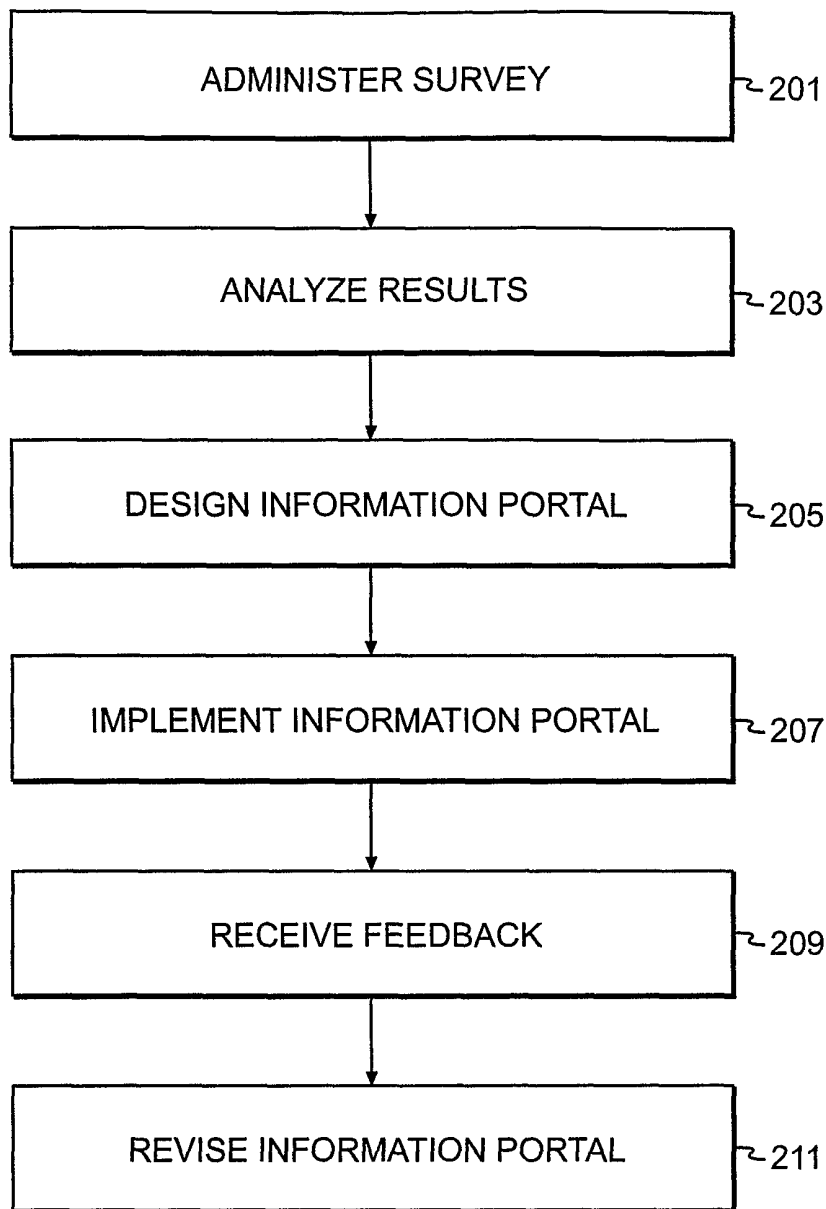 ADMINISTER SURVEY
201
ANALYZE RESULTS
203
DESIGN INFORMATION PORTAL
205
IMPLEMENT INFORMATION PORTAL
207
RECEIVE FEEDBACK
209
REVISE INFORMATION PORTAL
211